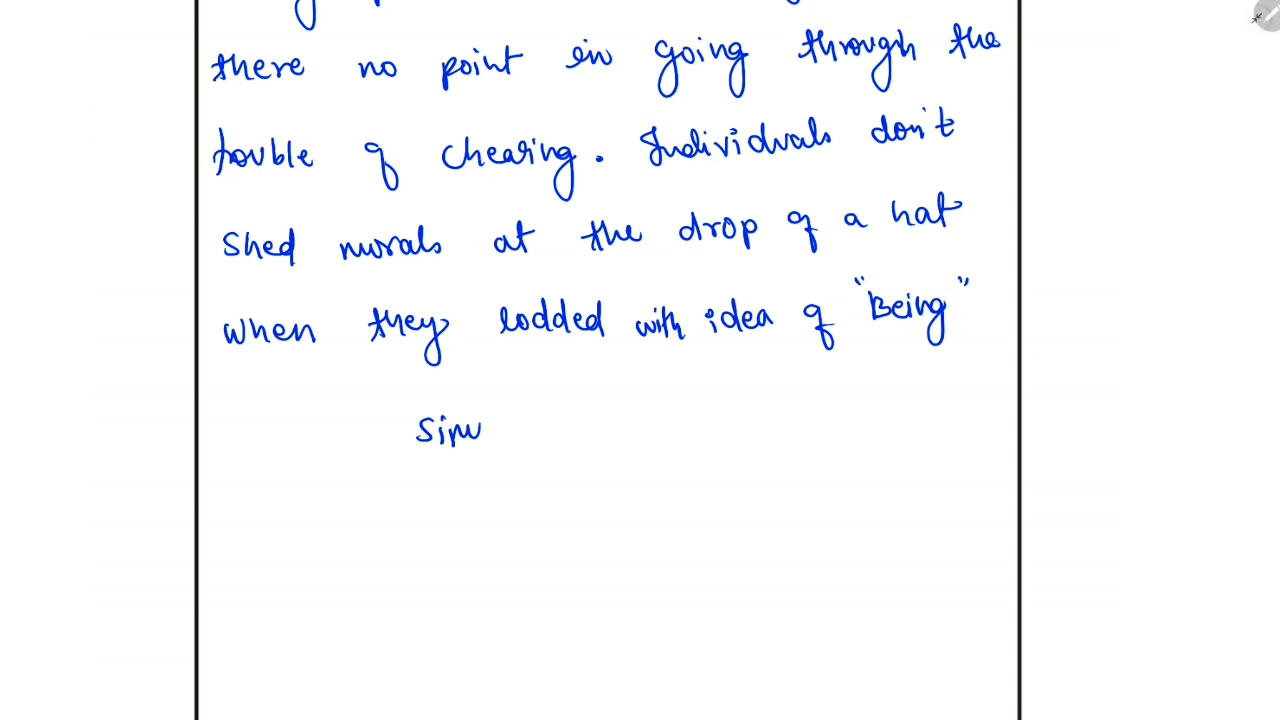 there no point in going through the
trouble of cheating. Individuals don't
shed morals at the drop of a hat
when they lodded with idea of "Being"
Sim